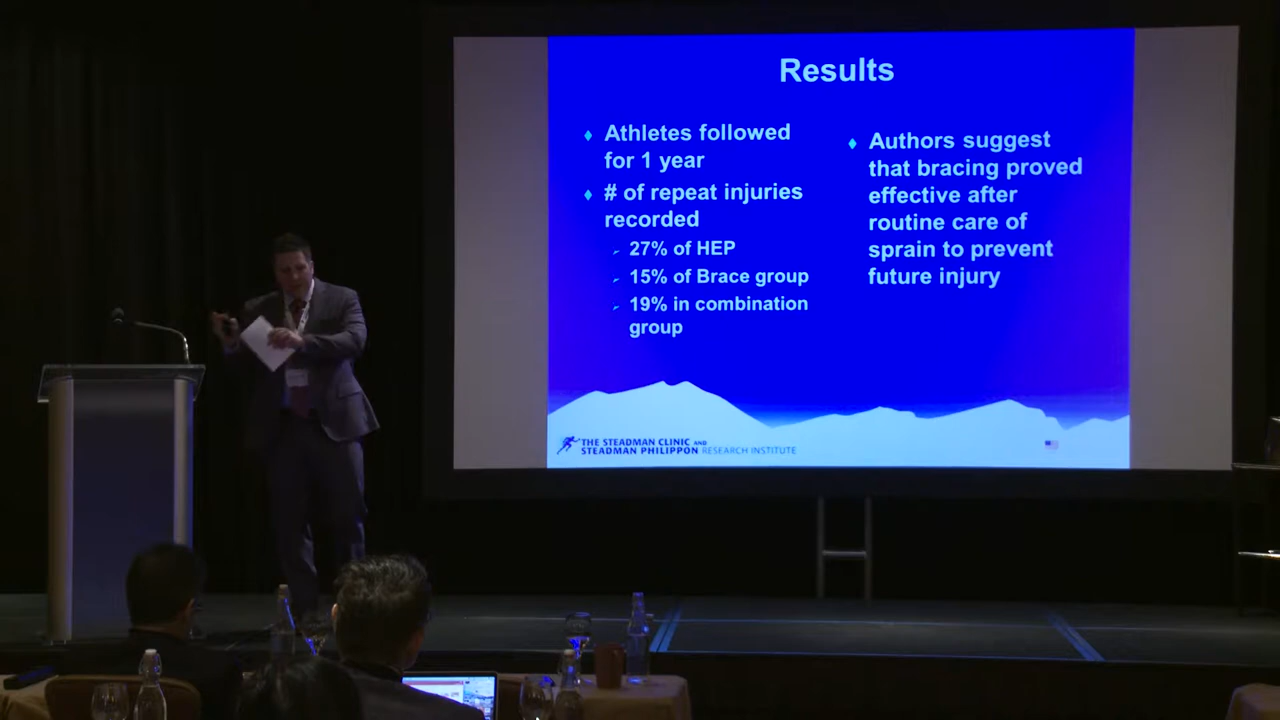 Results
Athletes followed
for 1 year
# of repeat injuries
recorded
27% of HEP
15% of Brace group
19% in combination
group
Authors suggest
that bracing proved
effective after
routine care of
sprain to prevent
future injury
THE STEADMAN CLINIC AND
STEADMAN PHILIPPON RESEARCH INSTITUTE